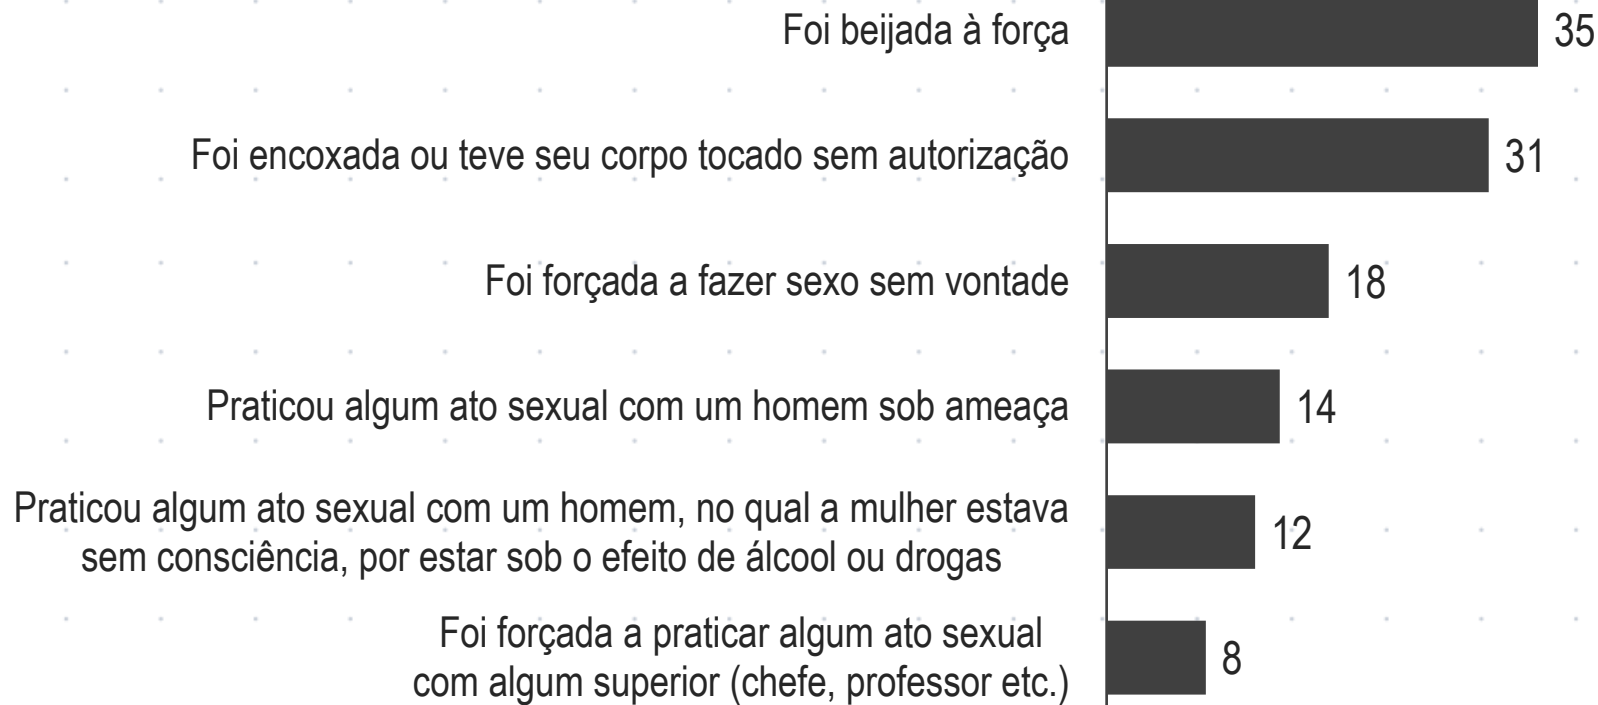 Foi beijada à força 35
Foi encoxada ou teve seu corpo tocado sem autorização 31
Foi forçada a fazer sexo sem vontade 18
Praticou algum ato sexual com um homem sob ameaça 14
Praticou algum ato sexual com um homem, no qual a mulher estava
sem consciência, por estar sob o efeito de álcool ou drogas 12
Foi forçada a praticar algum ato sexual
com algum superior (chefe, professor etc.) 8